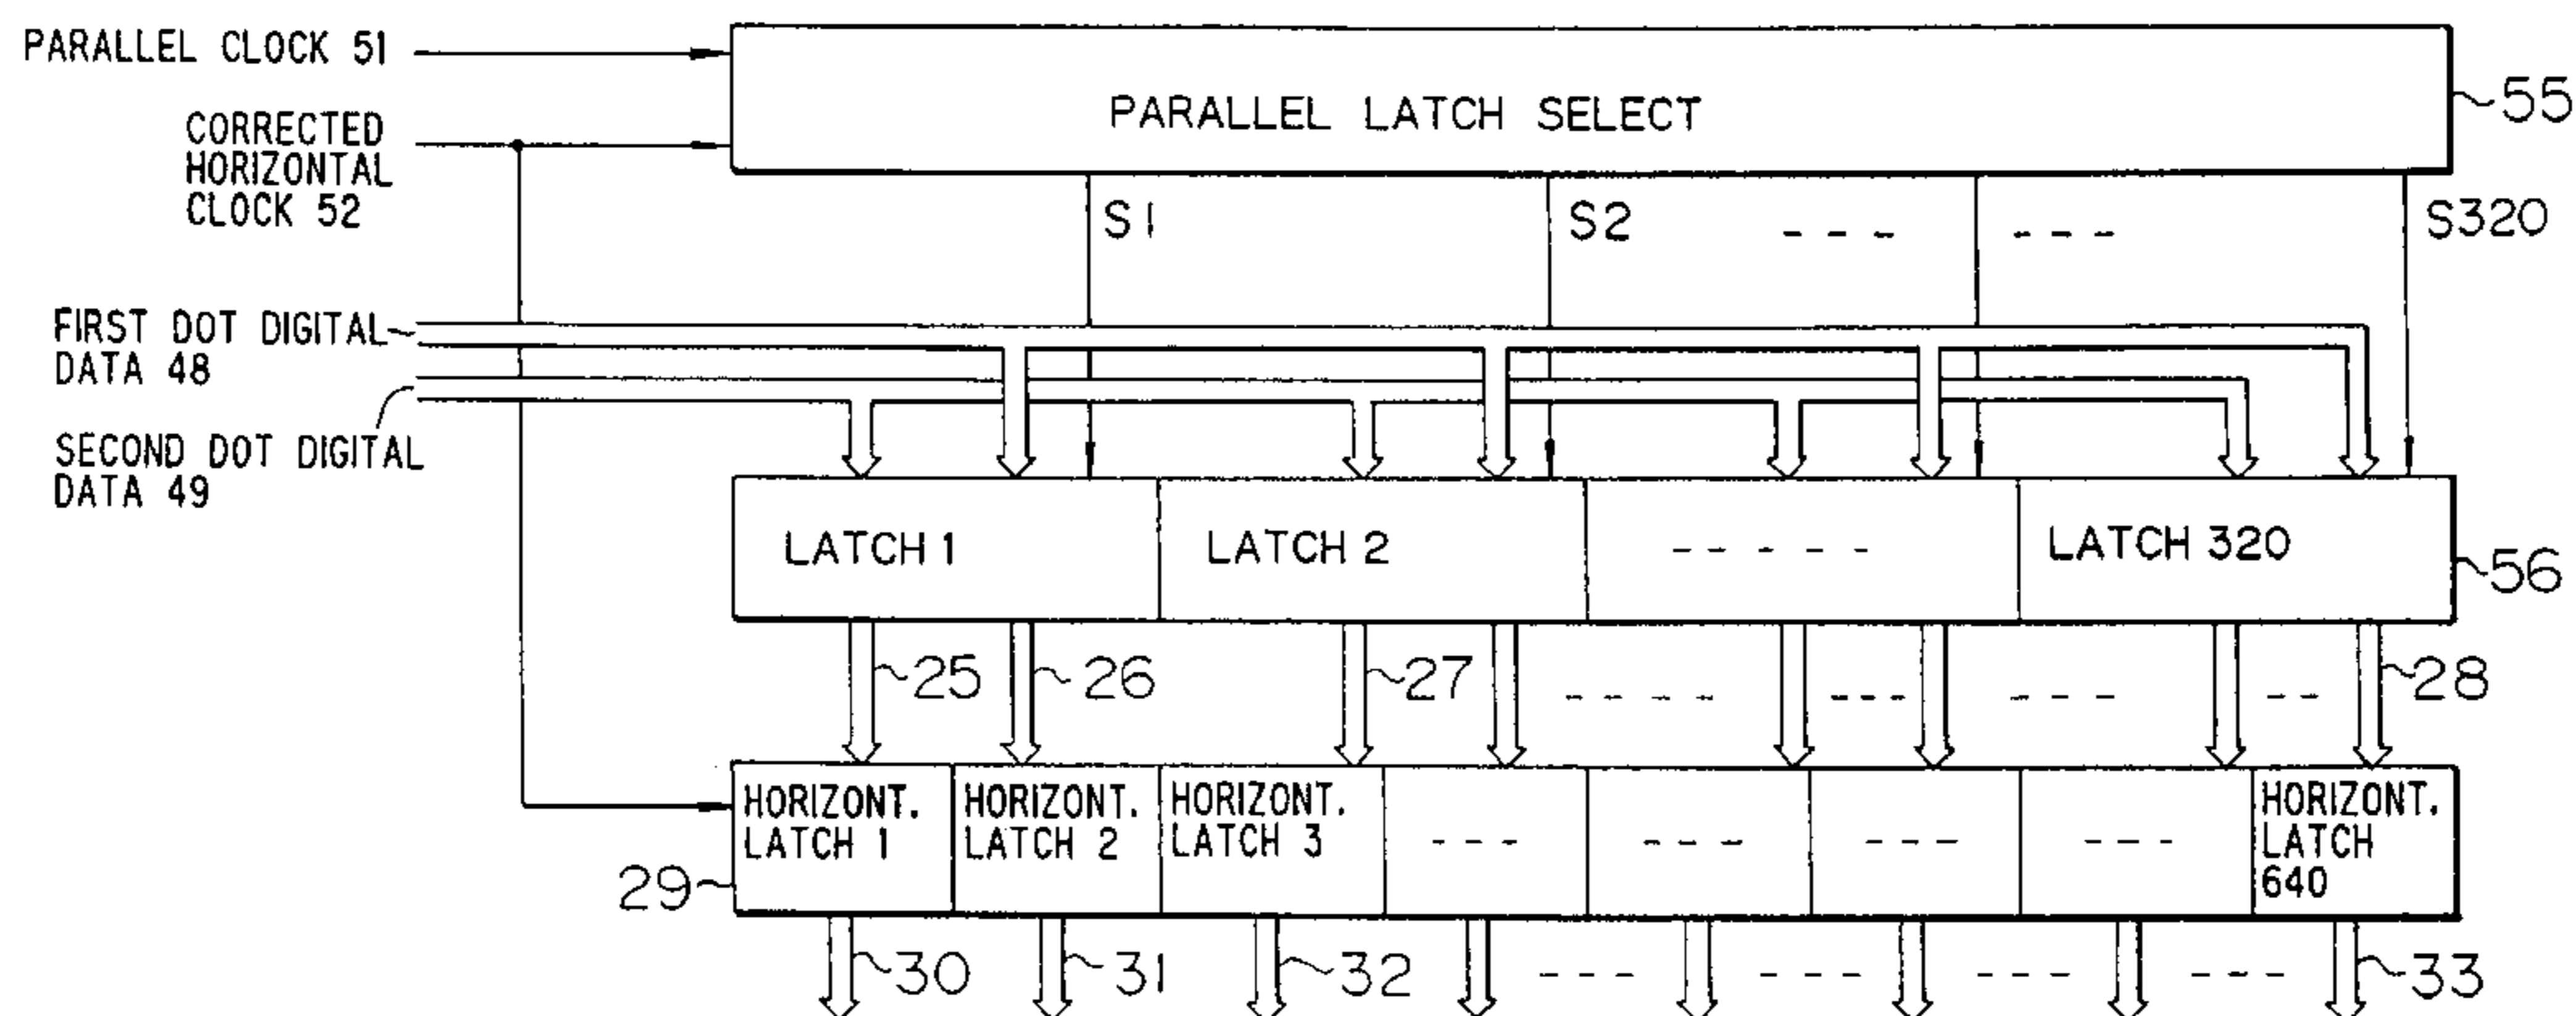 PARALLEL CLOCK 51
CORRECTED
HORIZONTAL
CLOCK 52
PARALLEL LATCH SELECT
55
S1
S2
--- ---
S320
FIRST DOT DIGITAL
DATA 48
SECOND DOT DIGITAL
DATA 49
LATCH 1
LATCH 2
-----
LATCH 320
56
25
26
27
---- --- ---- --
28
HORIZONT.
LATCH 1
HORIZONT.
LATCH 2
HORIZONT.
LATCH 3
---
---
---
---
HORIZONT.
LATCH
640
29
30
31
32
---- ---- ---- ----
33